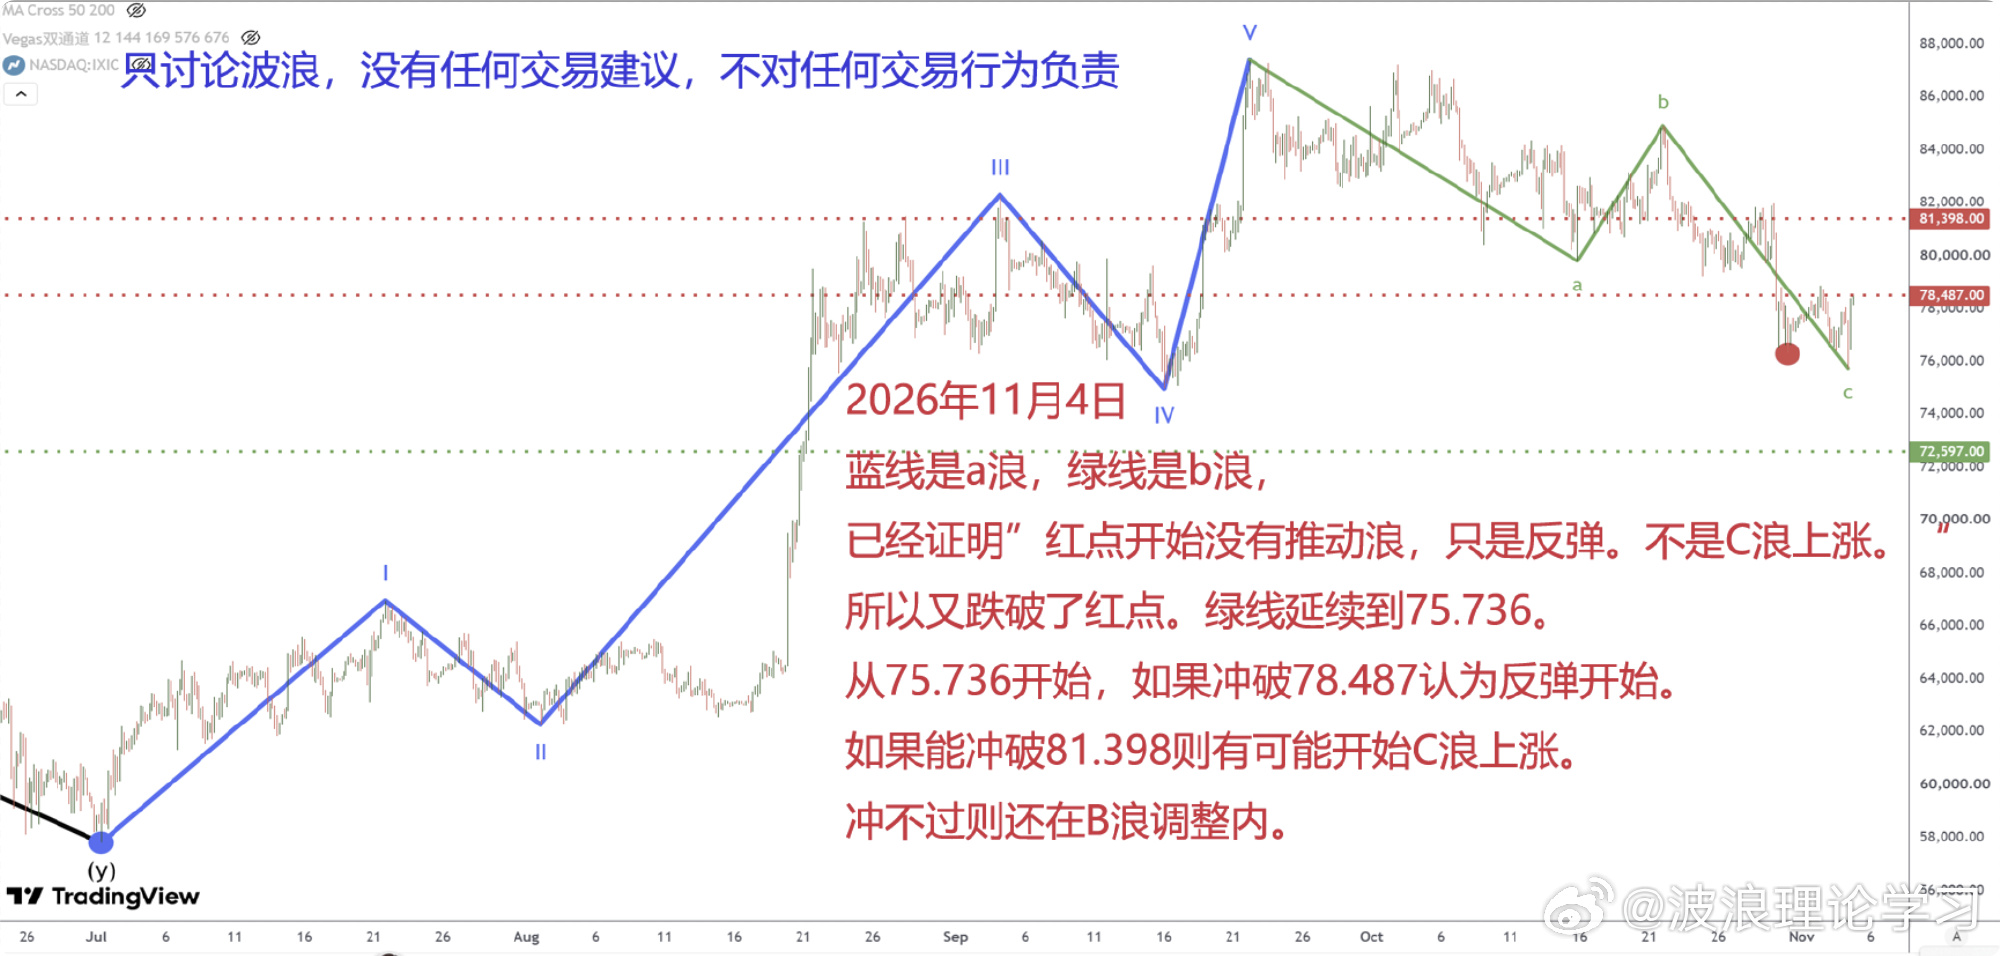 MA Cross 50 200
Vegas双通道 12 144 169 576 676
NASDAQ:IXIC
只讨论波浪，没有任何交易建议，不对任何交易行为负责
V
III
b
a
c
IV
I
II
(y)
2026年11月4日
蓝线是a浪，绿线是b浪，
已经证明”红点开始没有推动浪，只是反弹。不是C浪上涨。”
所以又跌破了红点。绿线延续到75.736。
从75.736开始，如果冲破78.487认为反弹开始。
如果能冲破81.398则有可能开始C浪上涨。
冲不过则还在B浪调整内。
88,000.00
86,000.00
84,000.00
82,000.00
81,398.00
80,000.00
78,487.00
78,000.00
76,000.00
74,000.00
72,597.00
72,000.00
70,000.00
68,000.00
66,000.00
64,000.00
62,000.00
60,000.00
58,000.00
56,000.00
TradingView
@波浪理论学习
26 Jul 6 11 16 21 26 Aug 6 11 16 21 26 Sep 6 11 16 21 26 Oct 6 11 16 21 26 Nov 6 A